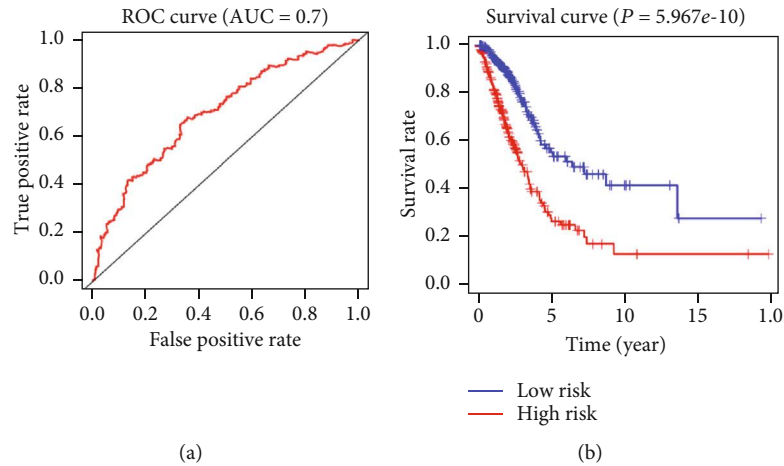 ROC curve (AUC = 0.7)
1.0
0.8
0.6
0.4
0.2
0.0
True positive rate
0.0 0.2 0.4 0.6 0.8 1.0
False positive rate
(a)
Survival curve (P = 5.967e-10)
1.0
0.8
0.6
0.4
0.2
0.0
Survival rate
0 5 10 15 1.0
Time (year)
Low risk
High risk
(b)